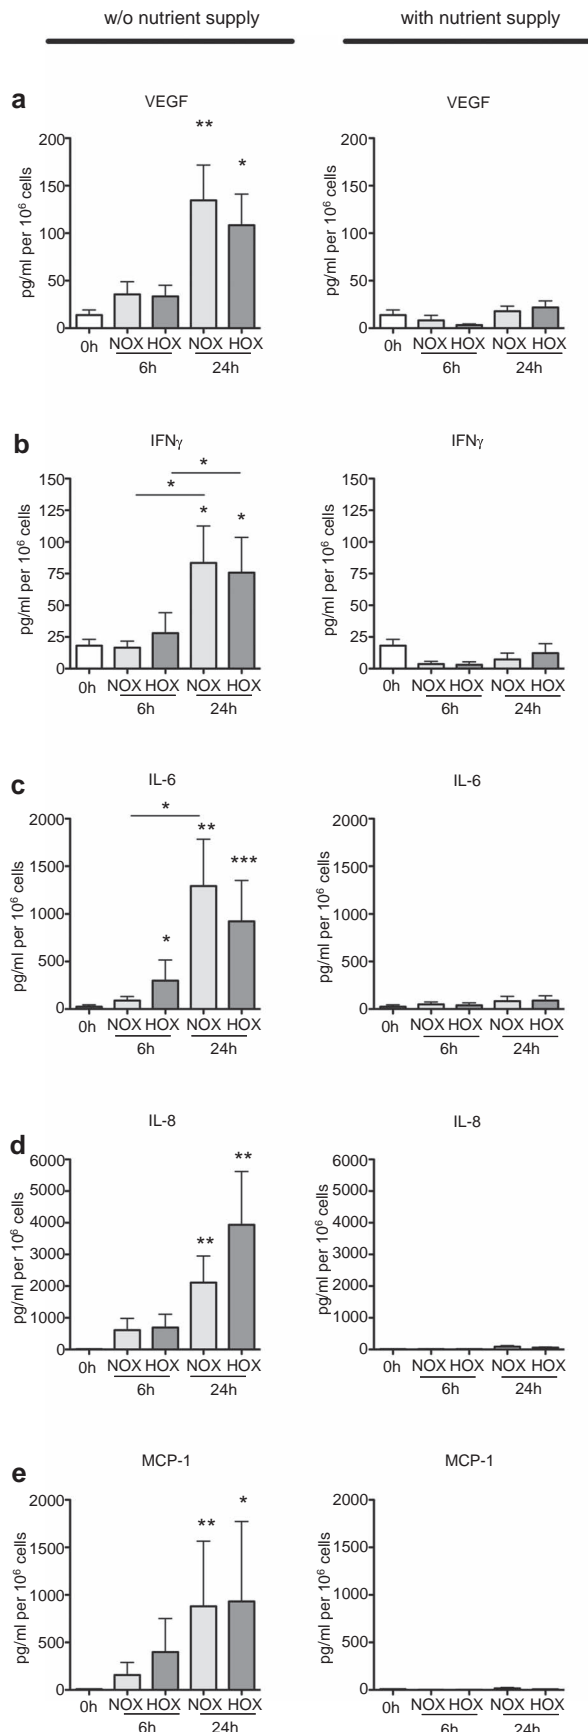 w/o nutrient supply
with nutrient supply
a
VEGF
VEGF
**
*
pg/ml per 10⁶ cells
200
150
100
50
0
0h NOX HOX NOX HOX
6h 24h
pg/ml per 10⁶ cells
200
150
100
50
0
0h NOX HOX NOX HOX
6h 24h
b
IFNγ
IFNγ
*
*
*
*
pg/ml per 10⁶ cells
150
125
100
75
50
25
0
0h NOX HOX NOX HOX
6h 24h
pg/ml per 10⁶ cells
150
125
100
75
50
25
0
0h NOX HOX NOX HOX
6h 24h
c
IL-6
IL-6
*
**
***
*
pg/ml per 10⁶ cells
2000
1500
1000
500
0
0h NOX HOX NOX HOX
6h 24h
pg/ml per 10⁶ cells
2000
1500
1000
500
0
0h NOX HOX NOX HOX
6h 24h
d
IL-8
IL-8
**
**
pg/ml per 10⁶ cells
6000
5000
4000
3000
2000
1000
0
0h NOX HOX NOX HOX
6h 24h
pg/ml per 10⁶ cells
6000
5000
4000
3000
2000
1000
0
0h NOX HOX NOX HOX
6h 24h
e
MCP-1
MCP-1
**
*
pg/ml per 10⁶ cells
2000
1500
1000
500
0
0h NOX HOX NOX HOX
6h 24h
pg/ml per 10⁶ cells
2000
1500
1000
500
0
0h NOX HOX NOX HOX
6h 24h